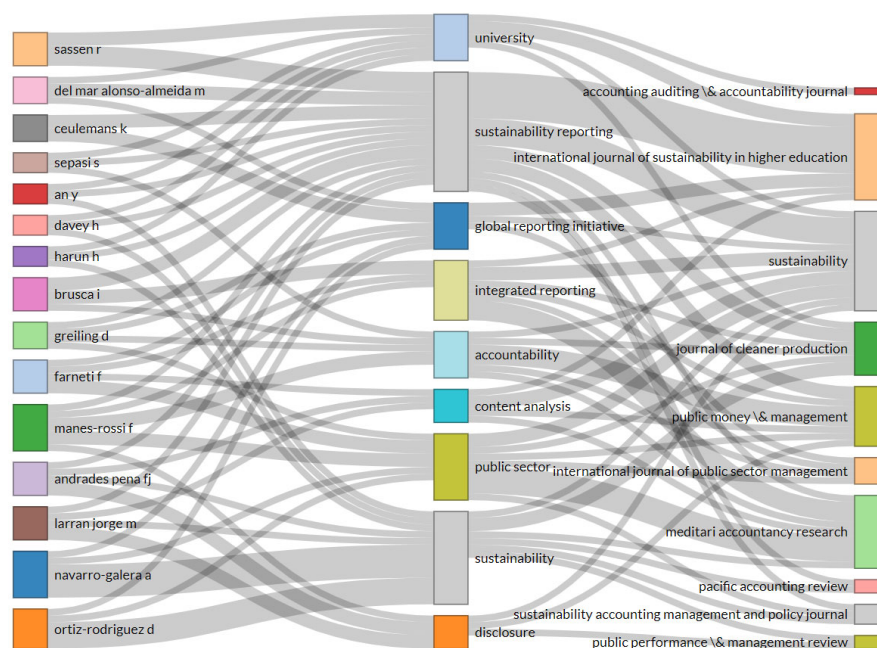 sassen r
del mar alonso-almeida m
ceulemans k
sepasi s
an y
davey h
harun h
brusca i
greiling d
farneti f
manes-rossi f
andrades pena fj
larran jorge m
navarro-galera a
ortiz-rodriguez d
university
sustainability reporting
global reporting initiative
integrated reporting
accountability
content analysis
public sector
sustainability
disclosure
accounting auditing \& accountability journal
international journal of sustainability in higher education
sustainability
journal of cleaner production
public money \& management
international journal of public sector management
meditari accountancy research
pacific accounting review
sustainability accounting management and policy journal
public performance \& management review